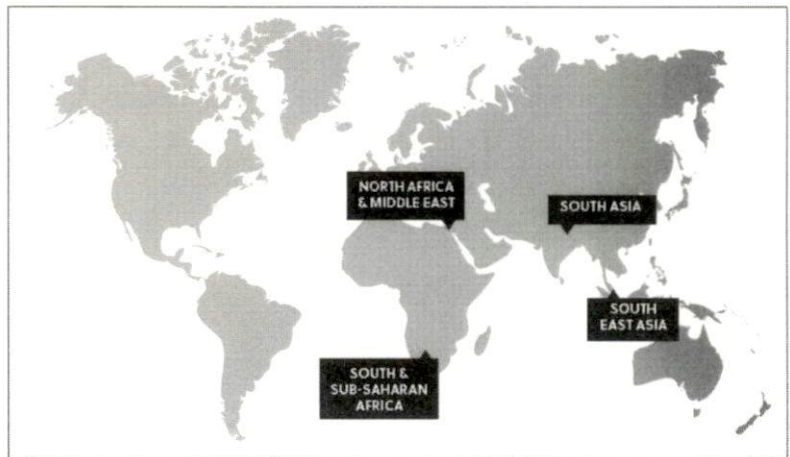 NORTH AFRICA
& MIDDLE EAST
SOUTH ASIA
SOUTH
EAST ASIA
SOUTH &
SUB-SAHARAN
AFRICA